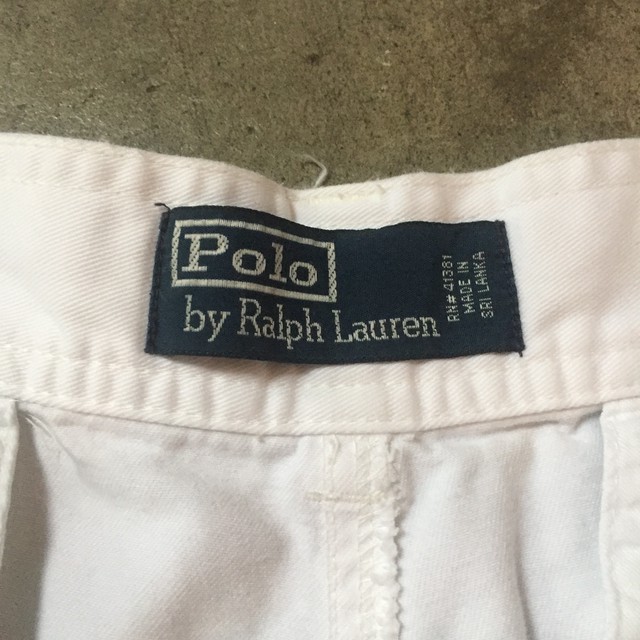 Polo
by Ralph Lauren
RN# 41381
MADE IN
SRI LANKA